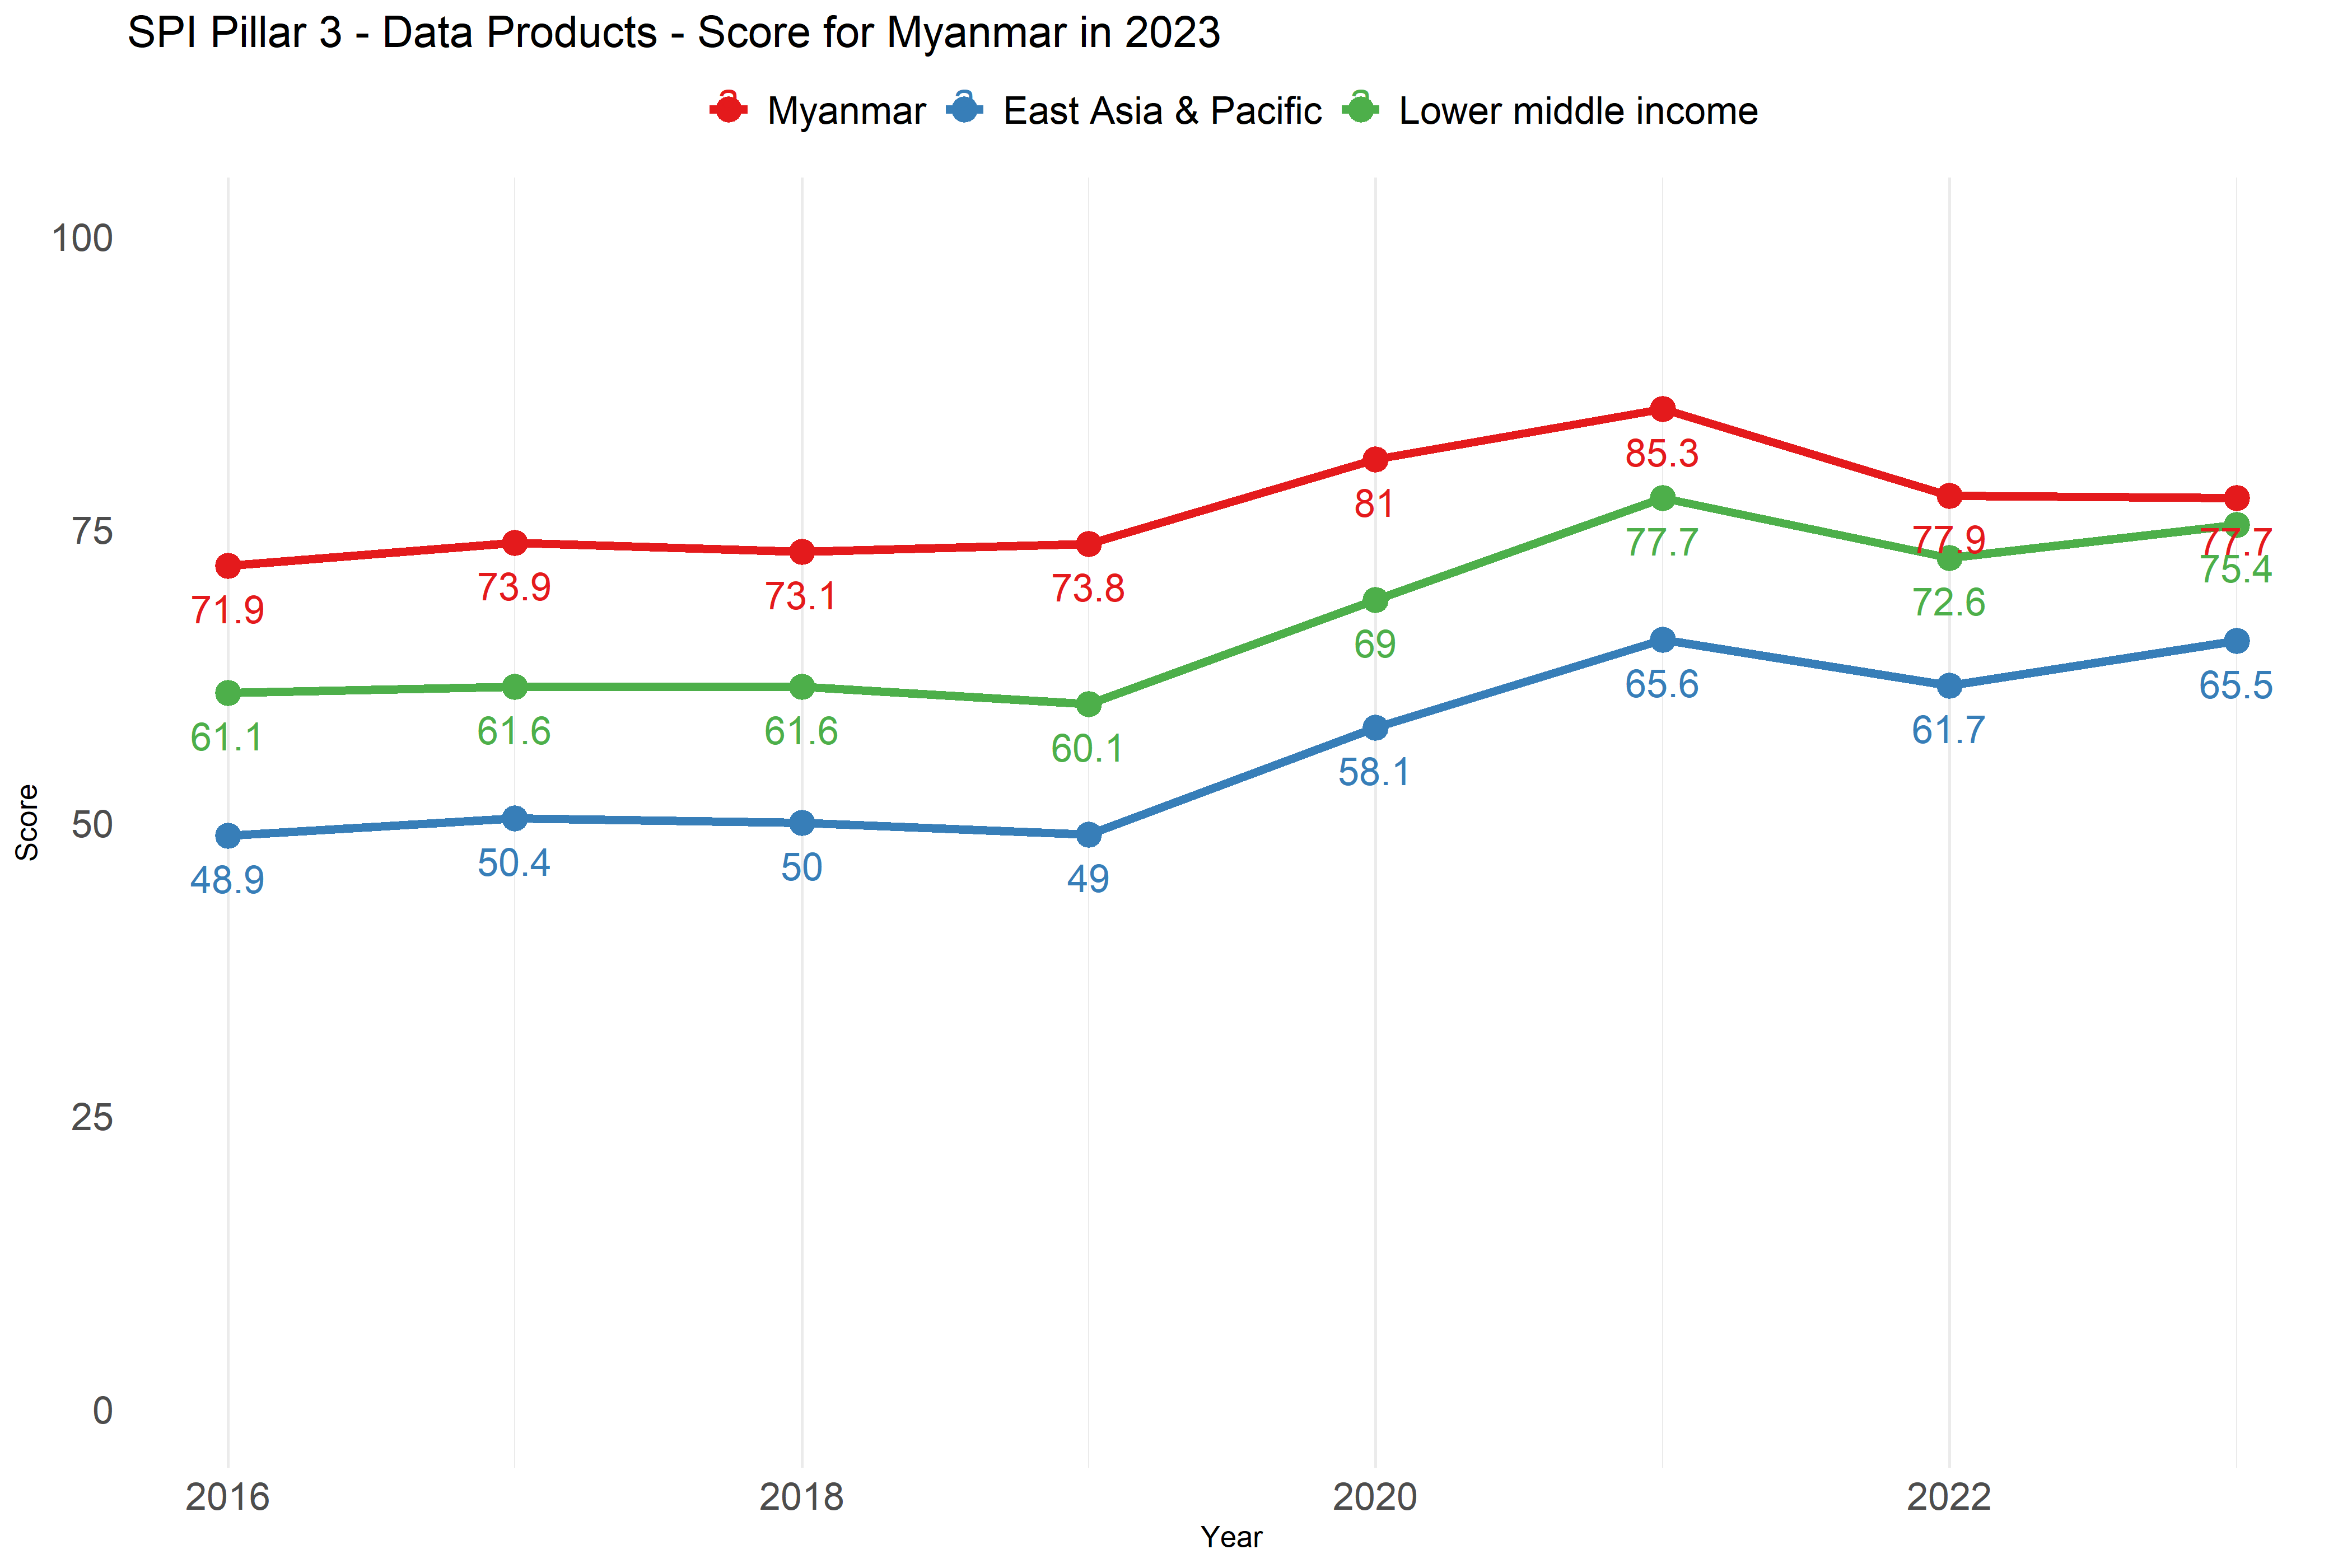 SPI Pillar 3 - Data Products - Score for Myanmar in 2023
a Myanmar a East Asia & Pacific a Lower middle income
100
75
50
25
0
Score
71.9 73.9 73.1 73.8 81 85.3 77.9 77.7
61.1 61.6 61.6 60.1 69 77.7 72.6 75.4
48.9 50.4 50 49 58.1 65.6 61.7 65.5
2016 2018 2020 2022
Year